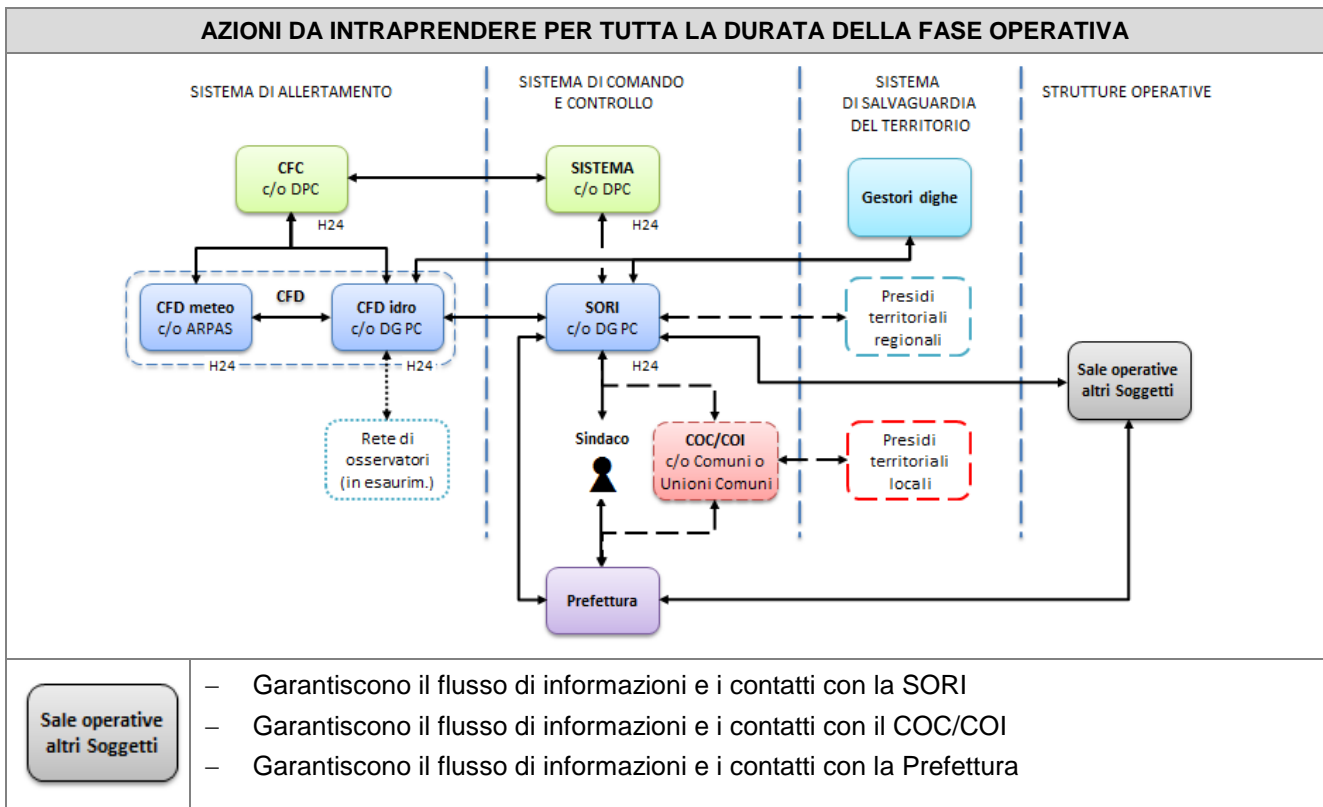 AZIONI DA INTRAPRENDERE PER TUTTA LA DURATA DELLA FASE OPERATIVA
SISTEMA DI ALLERTAMENTO
SISTEMA DI COMANDO
E CONTROLLO
SISTEMA
DI SALVAGUARDIA
DEL TERRITORIO
STRUTTURE OPERATIVE
CFC
c/o DPC
H24
SISTEMA
c/o DPC
H24
Gestori dighe
CFD meteo
c/o ARPAS
H24
CFD
CFD idro
c/o DG PC
H24
SORI
c/o DG PC
H24
Presidi
territoriali
regionali
Sale operative
altri Soggetti
Rete di
osservatori
(in esaurim.)
Sindaco
COC/COI
c/o Comuni o
Unioni Comuni
Presidi
territoriali
locali
Prefettura
Sale operative
altri Soggetti
– Garantiscono il flusso di informazioni e i contatti con la SORI
– Garantiscono il flusso di informazioni e i contatti con il COC/COI
– Garantiscono il flusso di informazioni e i contatti con la Prefettura